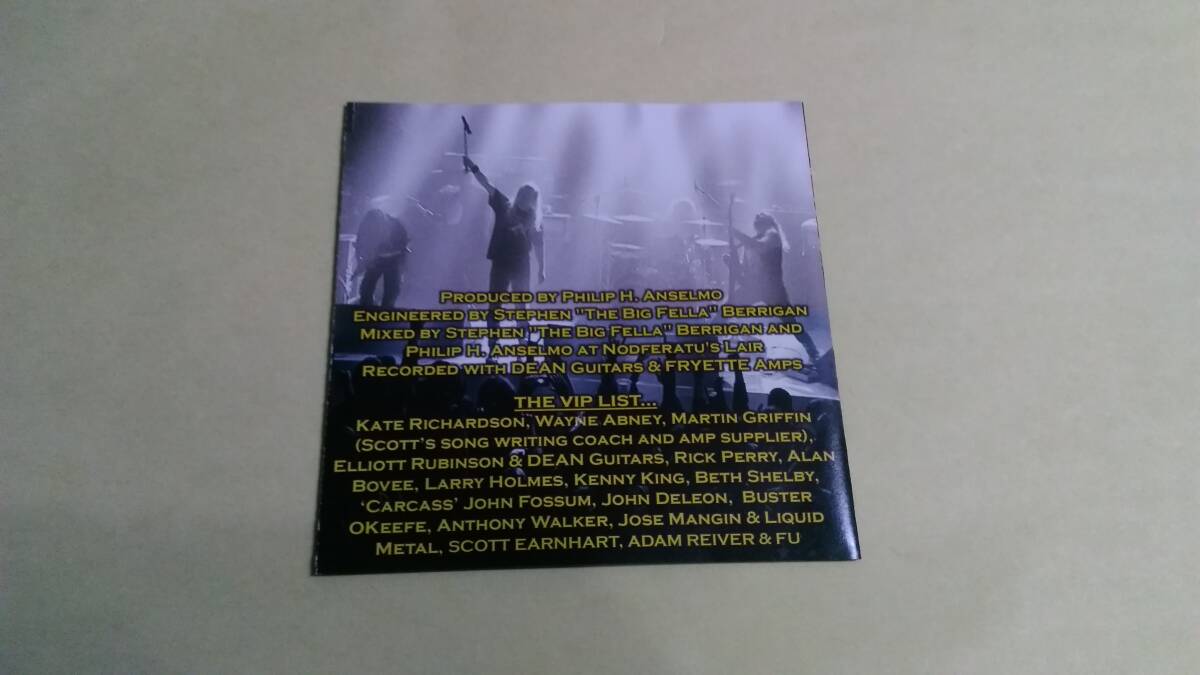 Produced by Philip H. Anselmo
Engineered by Stephen "The Big Fella" Berrigan
Mixed by Stephen "The Big Fella" Berrigan and
Philip H. Anselmo at Nodferatu's Lair
Recorded with DEAN Guitars & FRYETTE Amps
THE VIP LIST...
Kate Richardson, Wayne Abney, Martin Griffin
(Scott's song writing coach and amp supplier),
Elliott Rubinson & DEAN Guitars, Rick Perry, Alan
Bovee, Larry Holmes, Kenny King, Beth Shelby,
'Carcass' John Fossum, John Deleon, Buster
OKeefe, Anthony Walker, Jose Mangin & Liquid
Metal, SCOTT EARNHART, ADAM REIVER & FU